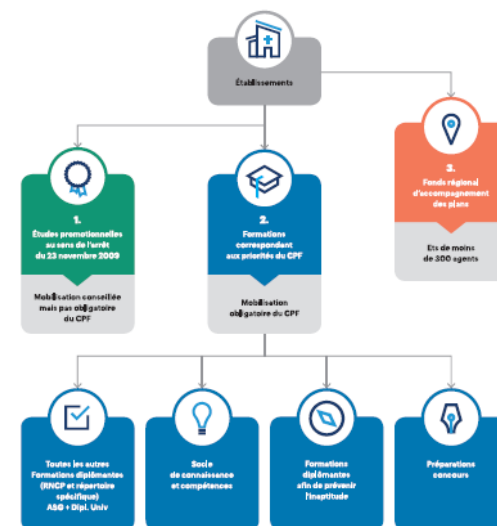 Établissements
1.
Études promotionnelles
au sens de l'arrêt
du 23 novembre 2009
Mobilisation conseillée
mais pas obligatoire
du CPF
2.
Formations
correspondant
aux priorités du CPF
Mobilisation
obligatoire du CPF
3.
Fonds régional
d'accompagnement
des plans
Ets de moins
de 300 agents
Toutes les autres
Formations diplômantes
(RNCP et répertoire
spécifique)
ASG + Dipl. Univ
Socle
de connaissance
et compétences
Formations
diplômantes
afin de prévenir
l'inaptitude
Préparations
concours